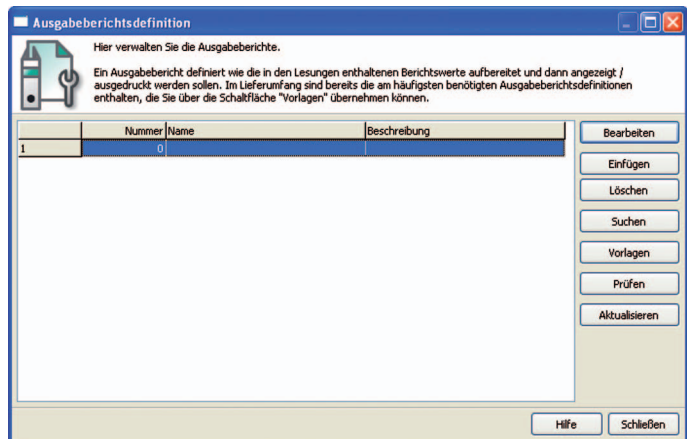 Ausgabeberichtsdefinition
Hier verwalten Sie die Ausgabeberichte.
Ein Ausgabebericht definiert wie die in den Lesungen enthaltenen Berichtswerte aufbereitet und dann angezeigt /
ausgedruckt werden sollen. Im Lieferumfang sind bereits die am häufigsten benötigten Ausgabeberichtsdefinitionen
enthalten, die Sie über die Schaltfläche "Vorlagen" übernehmen können.
Nummer Name Beschreibung
1 0
Bearbeiten
Einfügen
Löschen
Suchen
Vorlagen
Prüfen
Aktualisieren
Hilfe Schließen